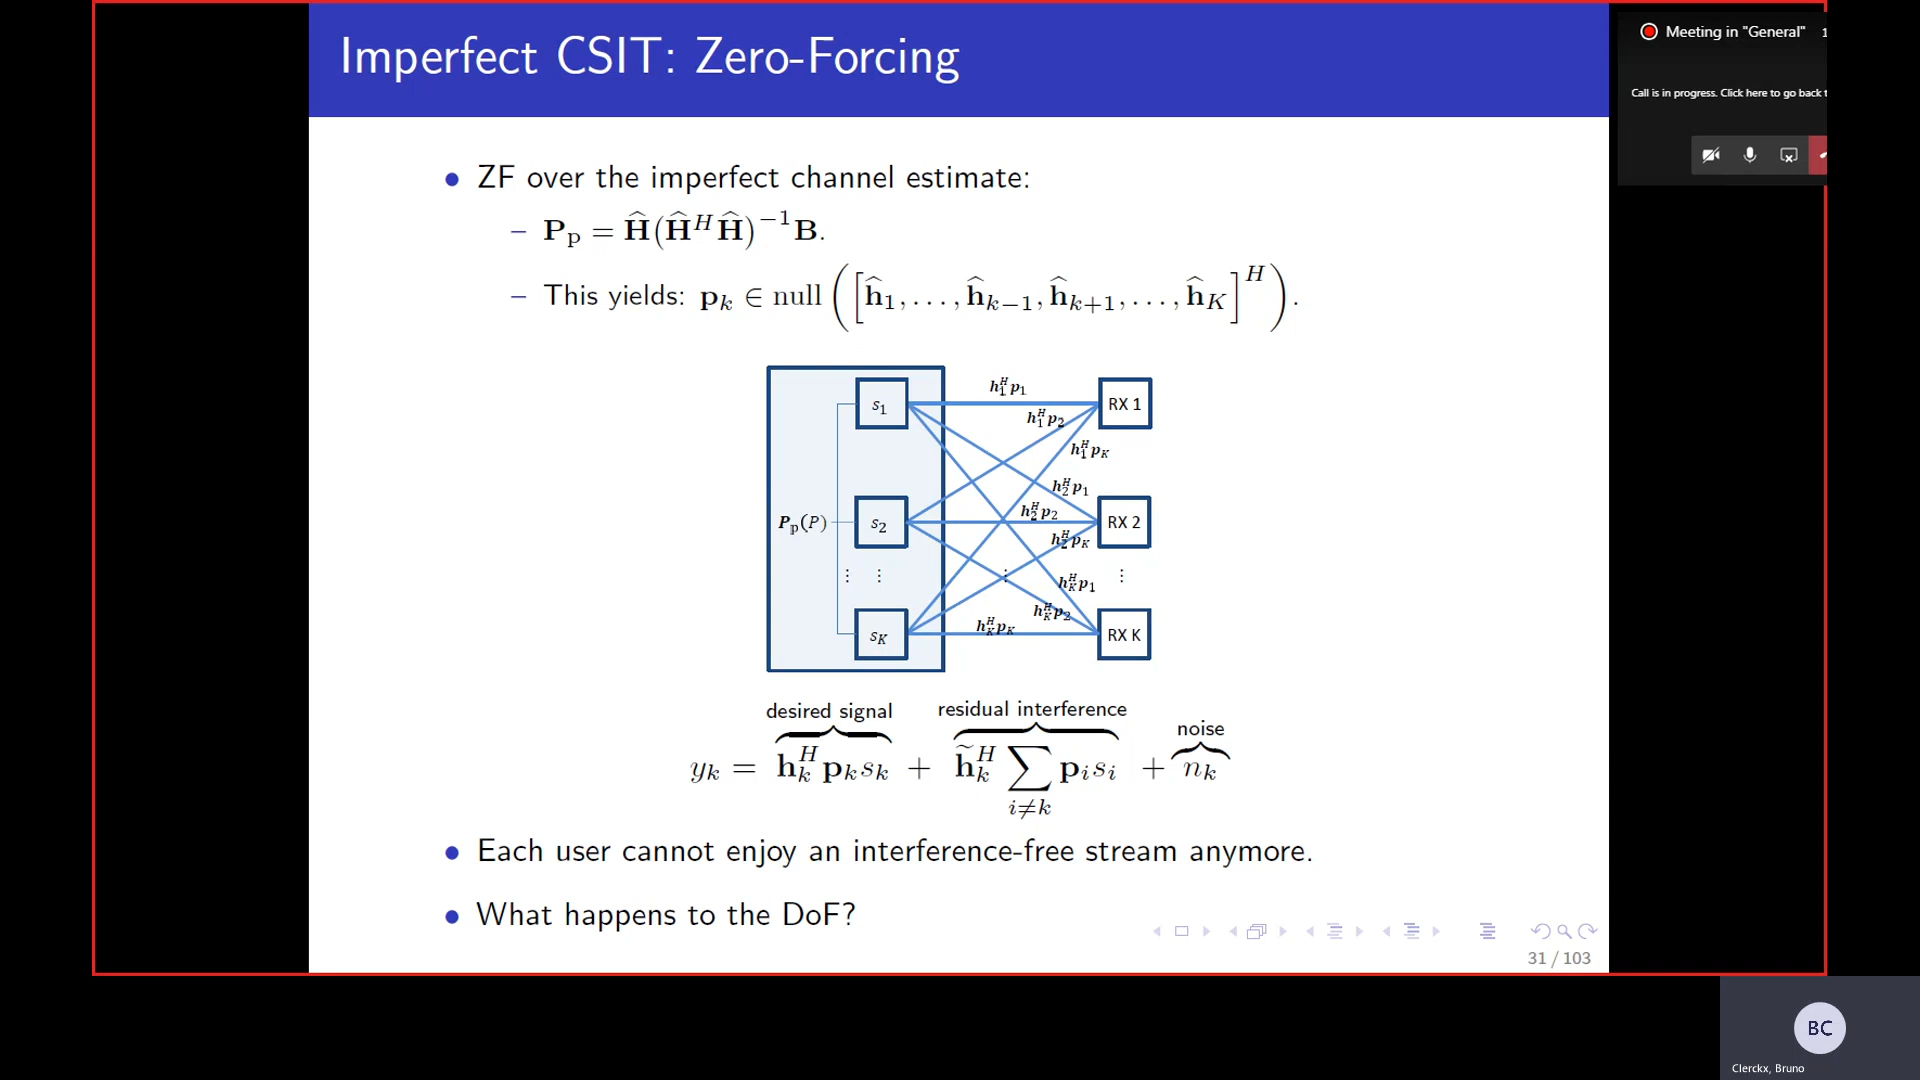 Imperfect CSIT: Zero-Forcing
Meeting in "General"
Call is in progress. Click here to go back t
• ZF over the imperfect channel estimate:
– P_p = Ĥ(Ĥ^H Ĥ)^{−1}B.
– This yields: p_k ∈ null([ĥ_1, . . . , ĥ_{k−1}, ĥ_{k+1}, . . . , ĥ_K]^H).
s_1
h_1^H p_1
RX 1
h_1^H p_2
h_1^H p_K
h_2^H p_1
P_p(P)
s_2
h_2^H p_2
RX 2
h_2^H p_K
⋮ ⋮ ⋮ ⋮
h_K^H p_1
h_K^H p_2
s_K
h_K^H p_K
RX K
desired signal
residual interference
noise
y_k = h_k^H p_k s_k + h̃_k^H ∑_{i≠k} p_i s_i + n_k
• Each user cannot enjoy an interference-free stream anymore.
• What happens to the DoF?
31 / 103
BC
Clerckx, Bruno